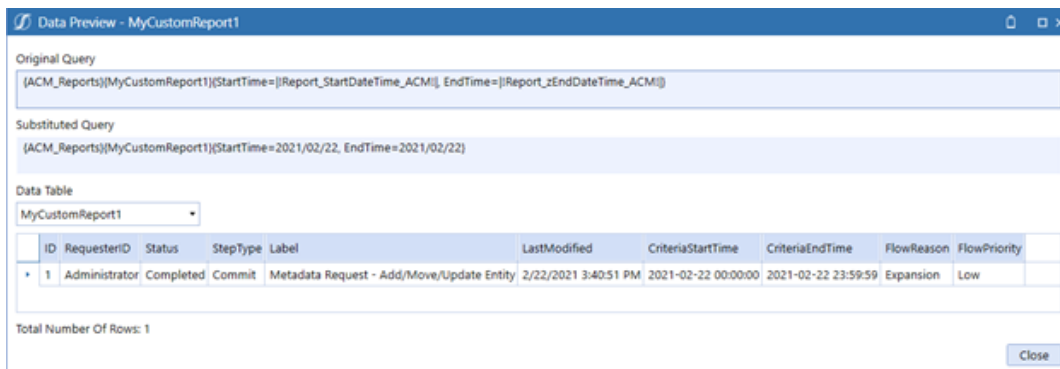 Data Preview - MyCustomReport1
Original Query
{ACM_Reports}{MyCustomReport1}{StartTime=|!Report_StartDateTime_ACM!|, EndTime=|!Report_zEndDateTime_ACM!|}
Substituted Query
{ACM_Reports}{MyCustomReport1}{StartTime=2021/02/22, EndTime=2021/02/22}
Data Table
MyCustomReport1
ID RequesterID Status StepType Label LastModified CriteriaStartTime CriteriaEndTime FlowReason FlowPriority
1 Administrator Completed Commit Metadata Request - Add/Move/Update Entity 2/22/2021 3:40:51 PM 2021-02-22 00:00:00 2021-02-22 23:59:59 Expansion Low
Total Number Of Rows: 1
Close